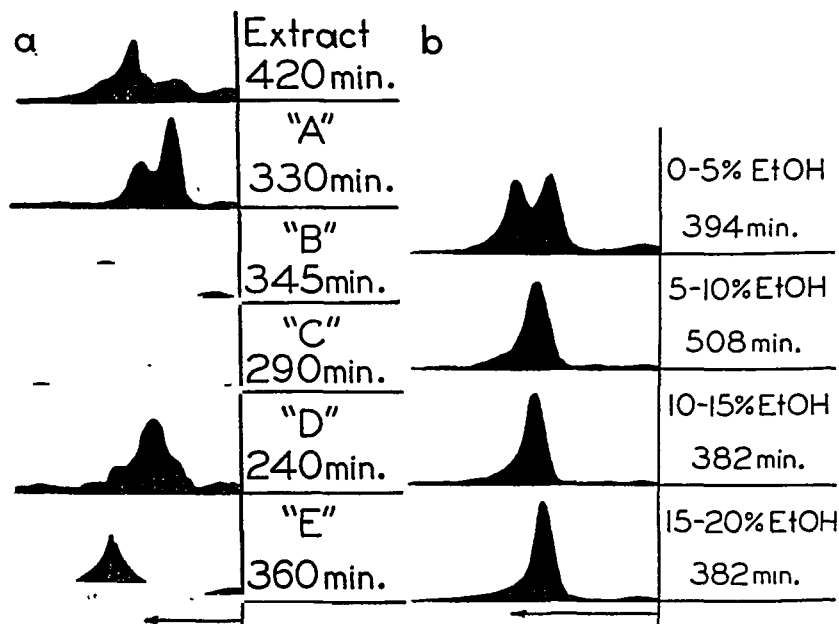 a
Extract
420 min.
"A"
330 min.
"B"
345 min.
"C"
290 min.
"D"
240 min.
"E"
360 min.
b
0-5% EtOH
394 min.
5-10% EtOH
508 min.
10-15% EtOH
382 min.
15-20% EtOH
382 min.